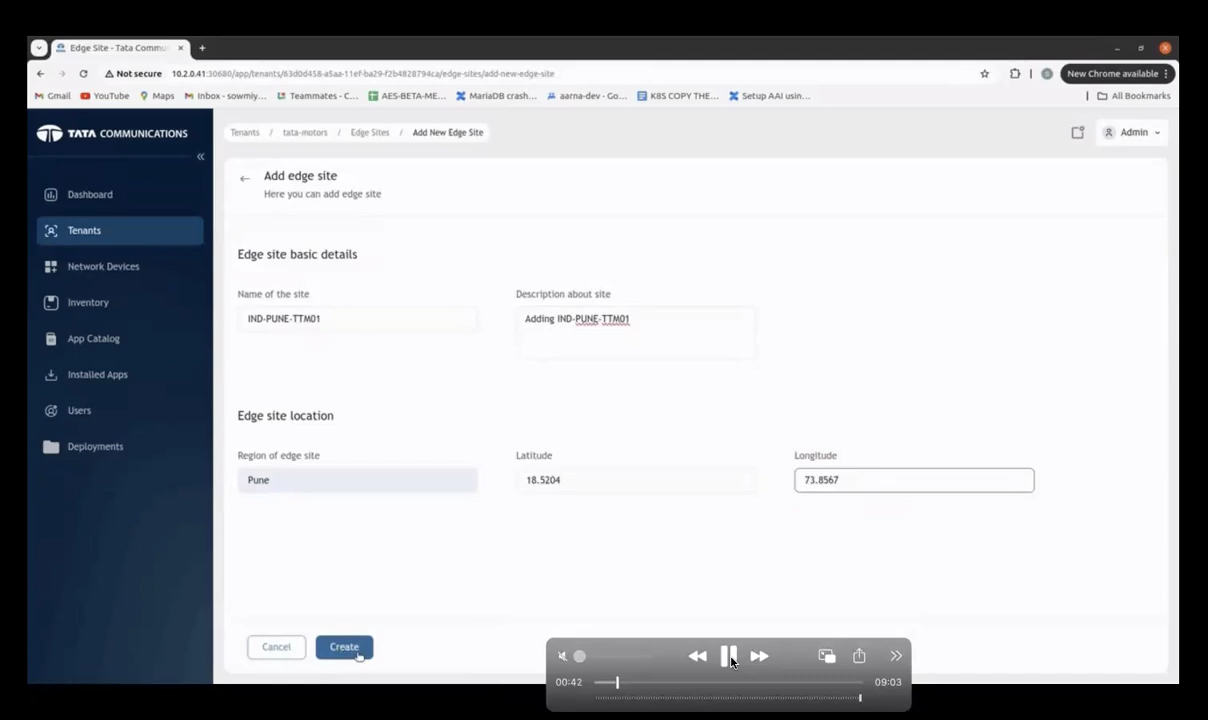 Edge Site - Tata Commu
Not secure 10.2.0.41:30680/app/tenants/63d0d458-a5aa-11ef-ba29-f2b4828794ca/edge-sites/add-new-edge-site
New Chrome available
Gmail YouTube Maps Inbox - sowmiy... Teammates - C... AES-BETA-ME... MariaDB crash... aarna-dev - Go... K8S COPY THE... Setup AAI usin... All Bookmarks
TATA COMMUNICATIONS
Tenants / tata-motors / Edge Sites / Add New Edge Site
Admin
Dashboard
Tenants
Network Devices
Inventory
App Catalog
Installed Apps
Users
Deployments
Add edge site
Here you can add edge site
Edge site basic details
Name of the site Description about site
IND-PUNE-TTM01 Adding IND-PUNE-TTM01
Edge site location
Region of edge site Latitude Longitude
Pune 18.5204 73.8567
Cancel Create
00:42 09:03